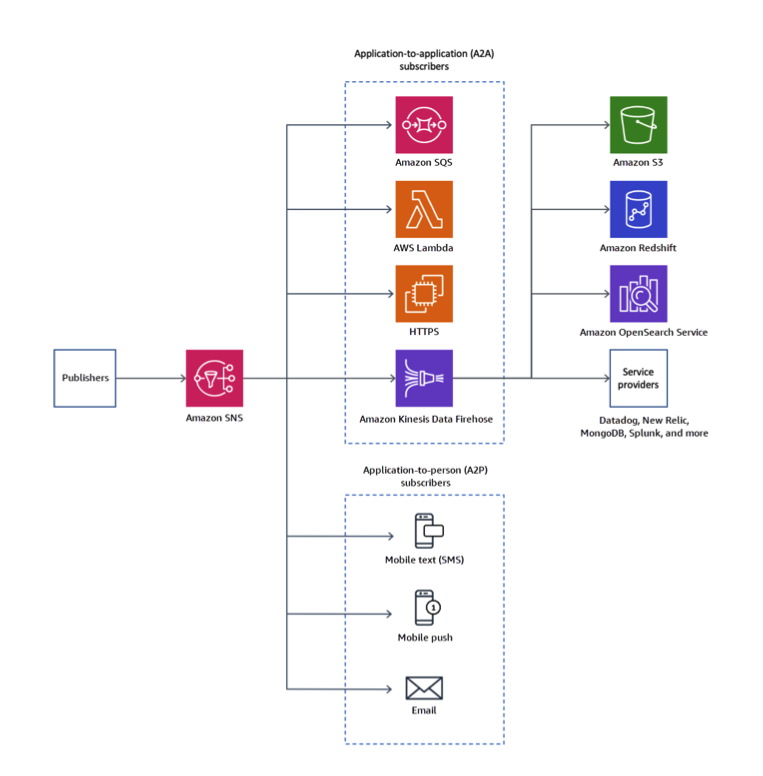 Application-to-application (A2A)
subscribers
Amazon SQS
Amazon S3
AWS Lambda
Amazon Redshift
HTTPS
Amazon OpenSearch Service
Publishers
Amazon SNS
1
Amazon Kinesis Data Firehose
Service
providers
Datadog, New Relic,
MongoDB, Splunk, and more
Application-to-person (A2P)
subscribers
Mobile text (SMS)
Mobile push
Email